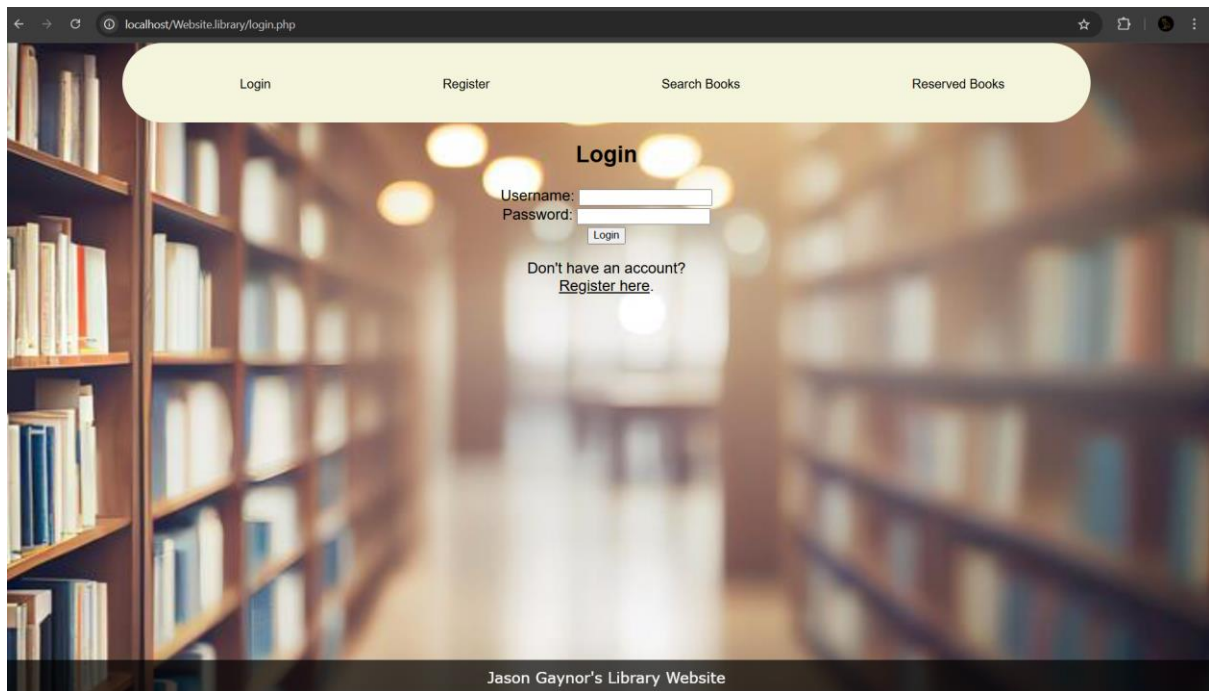 localhost/Website.library/login.php
Login Register Search Books Reserved Books
Login
Username:
Password:
Login
Don't have an account?
Register here.
Jason Gaynor's Library Website